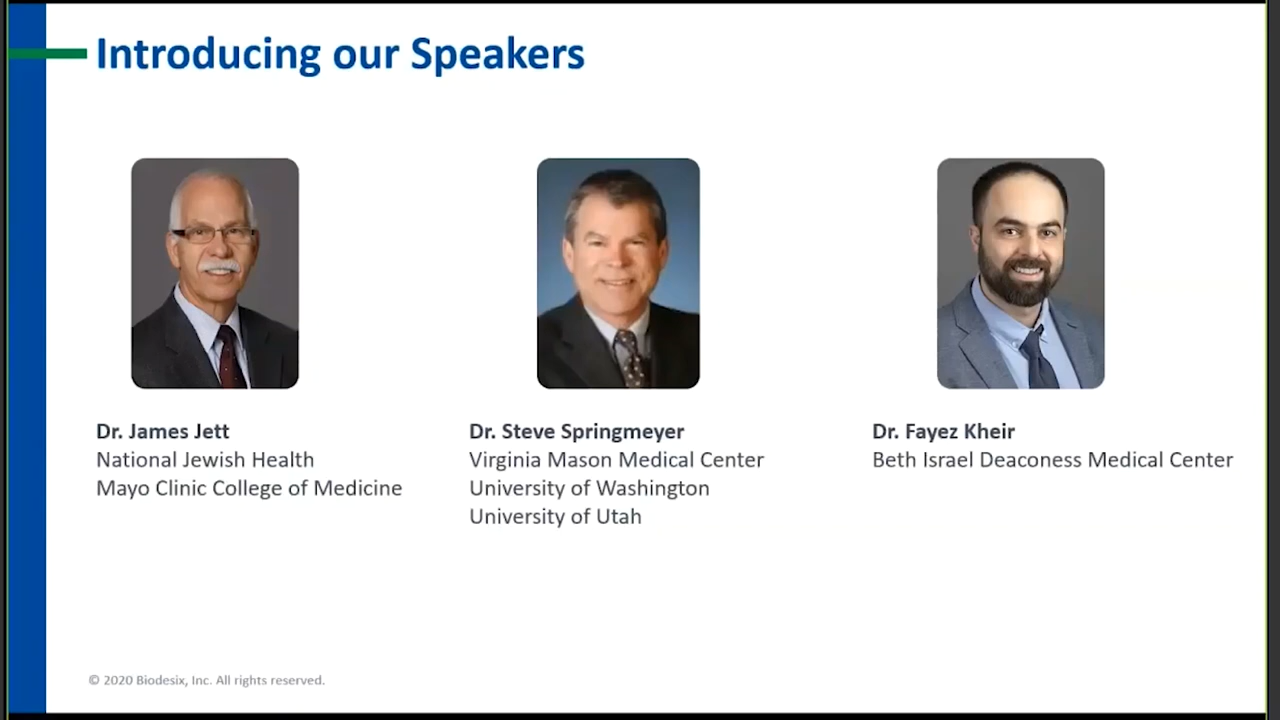 Introducing our Speakers
Dr. James Jett
National Jewish Health
Mayo Clinic College of Medicine
Dr. Steve Springmeyer
Virginia Mason Medical Center
University of Washington
University of Utah
Dr. Fayez Kheir
Beth Israel Deaconess Medical Center
© 2020 Biodesix, Inc. All rights reserved.